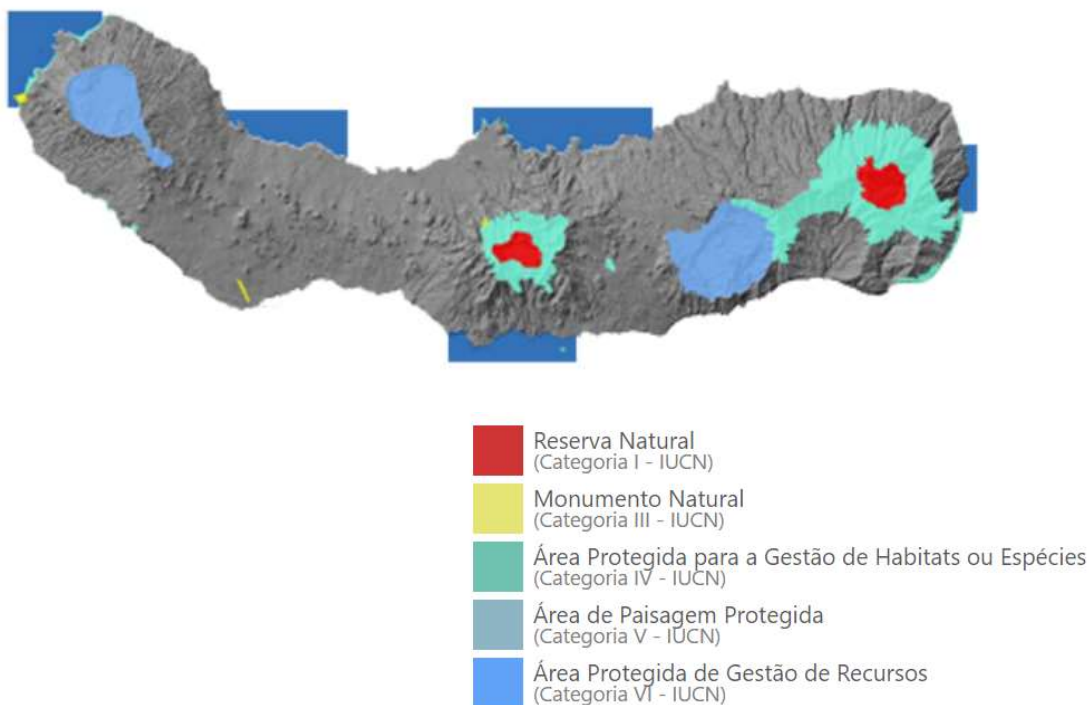 Reserva Natural
(Categoria I - IUCN)
Monumento Natural
(Categoria III - IUCN)
Área Protegida para a Gestão de Habitats ou Espécies
(Categoria IV - IUCN)
Área de Paisagem Protegida
(Categoria V - IUCN)
Área Protegida de Gestão de Recursos
(Categoria VI - IUCN)